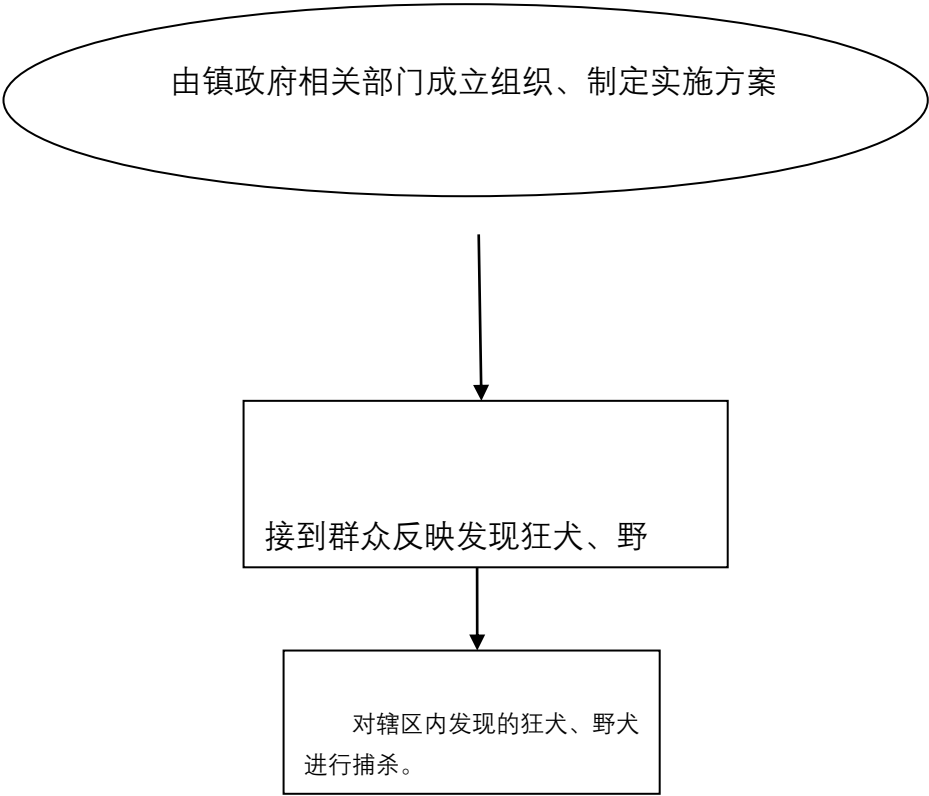 由镇政府相关部门成立组织、制定实施方案
接到群众反映发现狂犬、野
对辖区内发现的狂犬、野犬
进行捕杀。